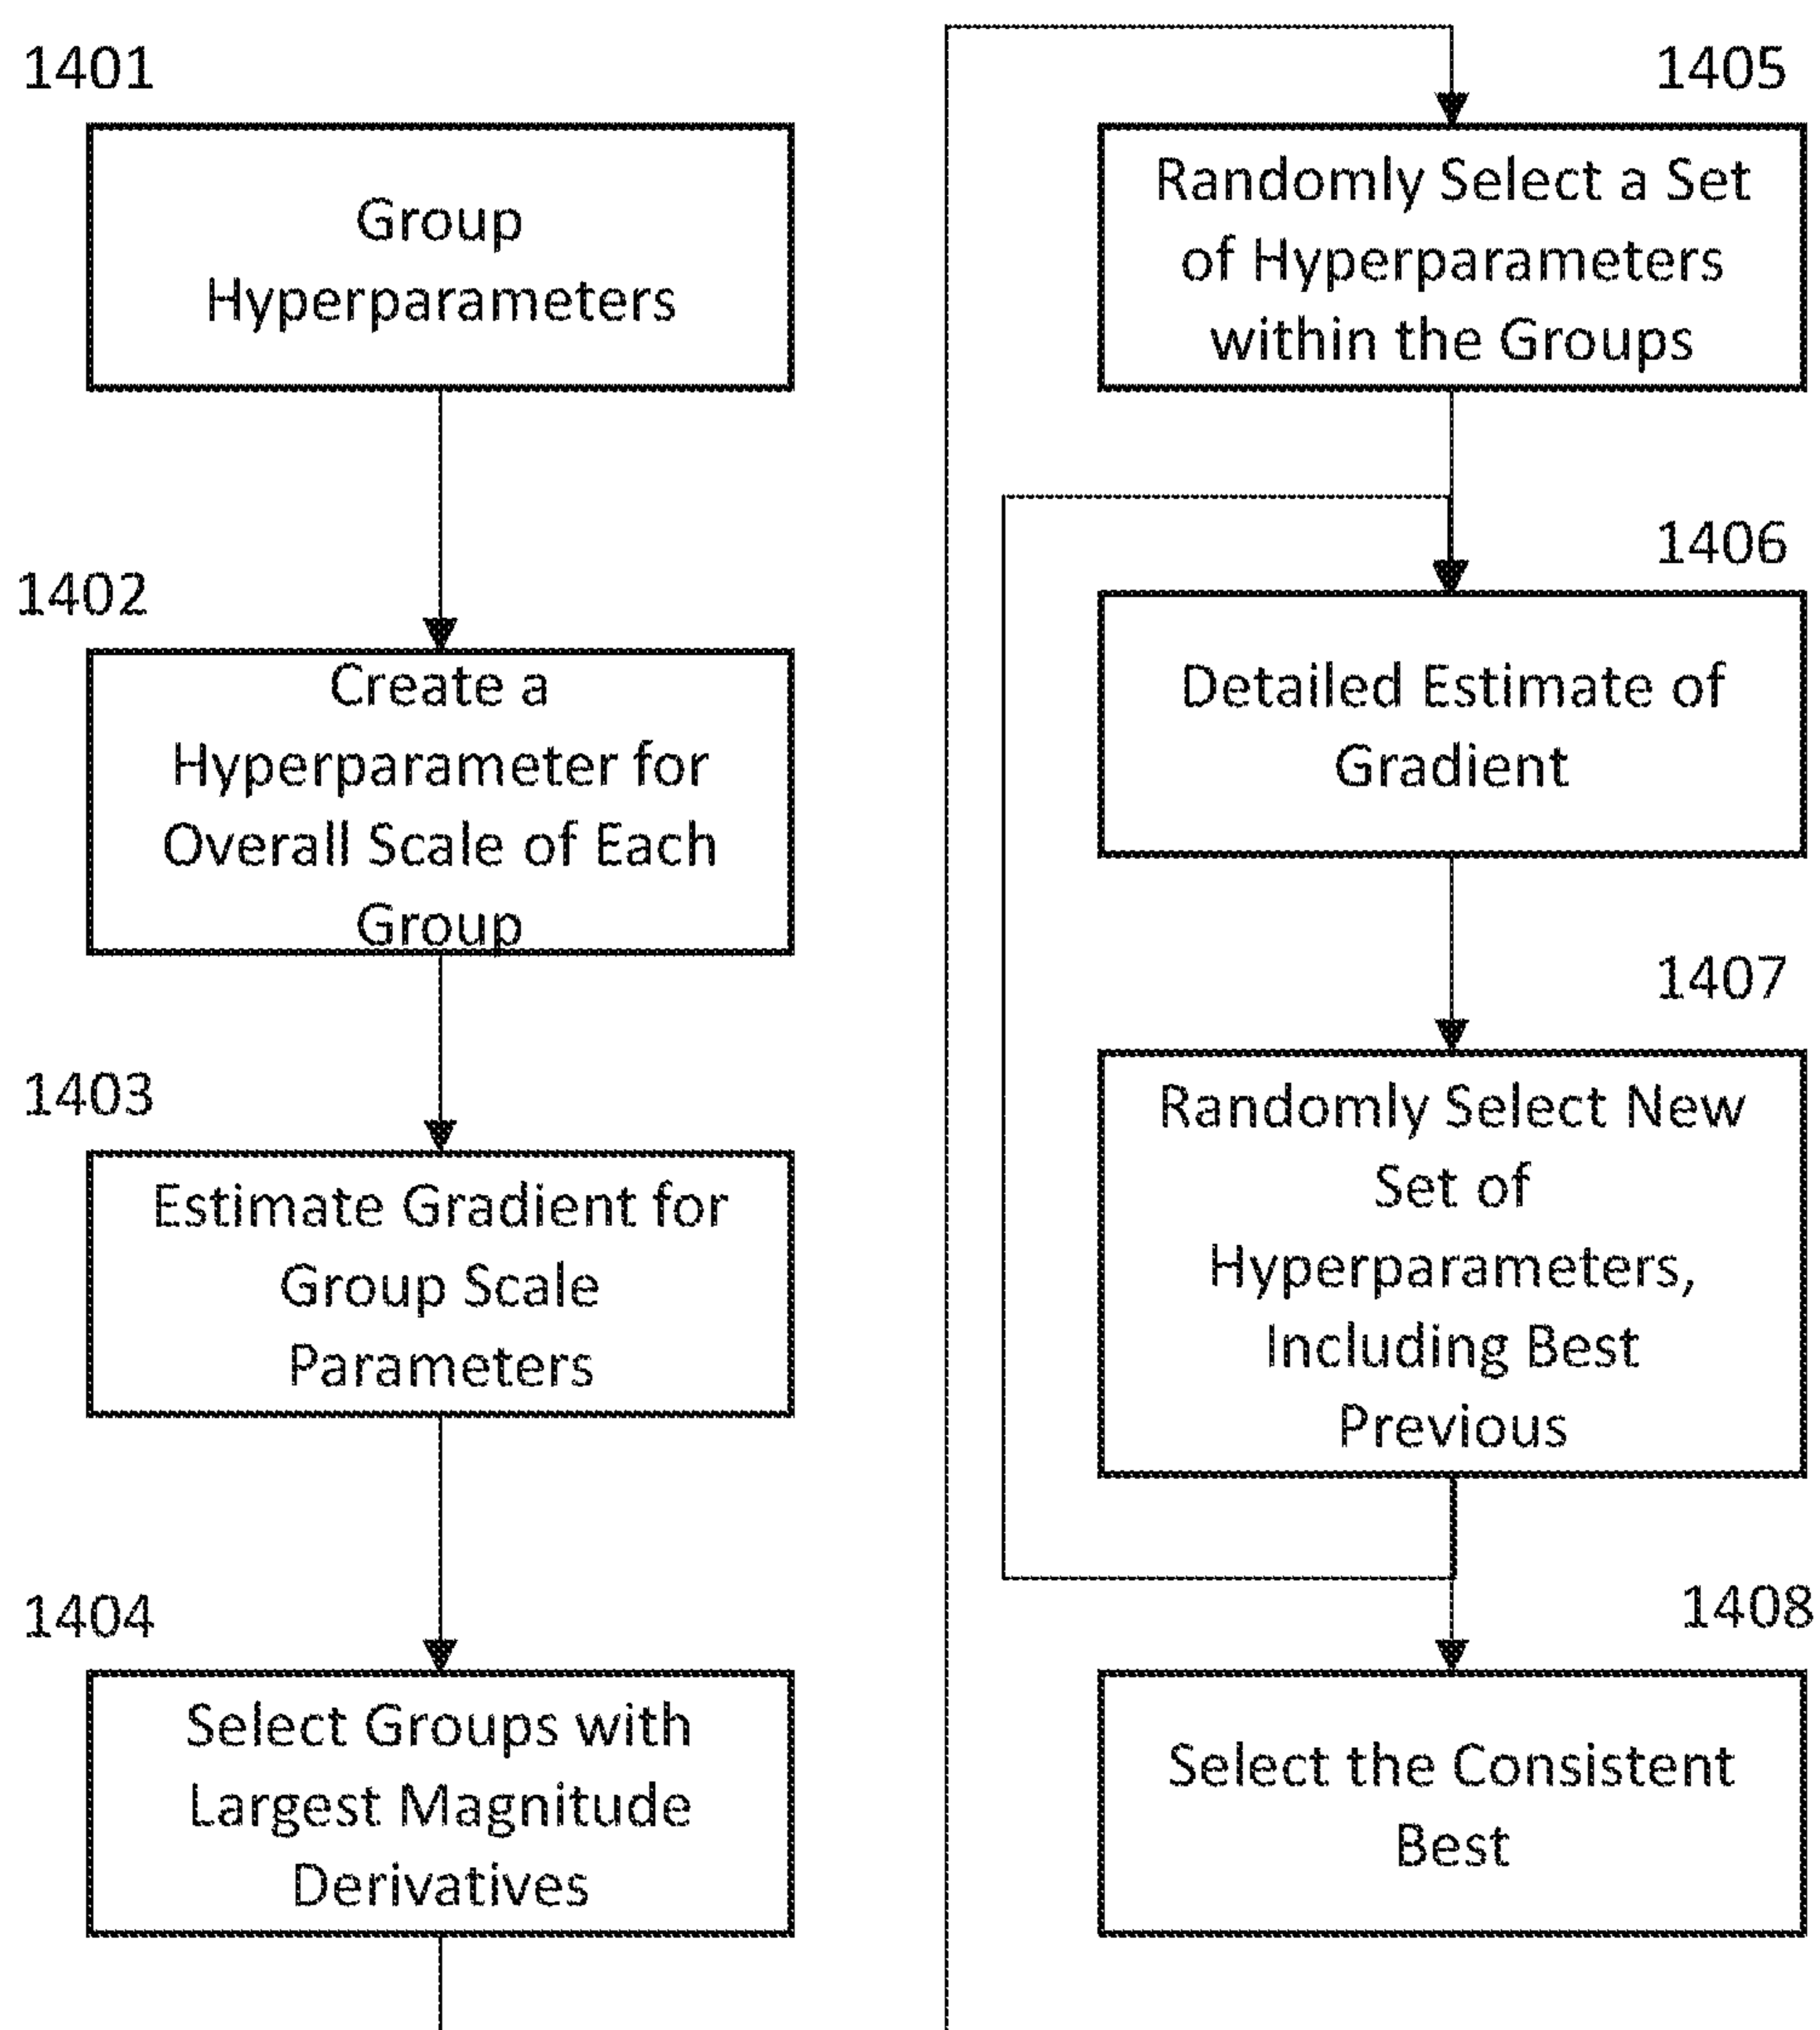 1401
Group
Hyperparameters
1402
Create a
Hyperparameter for
Overall Scale of Each
Group
1403
Estimate Gradient for
Group Scale
Parameters
1404
Select Groups with
Largest Magnitude
Derivatives
1405
Randomly Select a Set
of Hyperparameters
within the Groups
1406
Detailed Estimate of
Gradient
1407
Randomly Select New
Set of
Hyperparameters,
Including Best
Previous
1408
Select the Consistent
Best